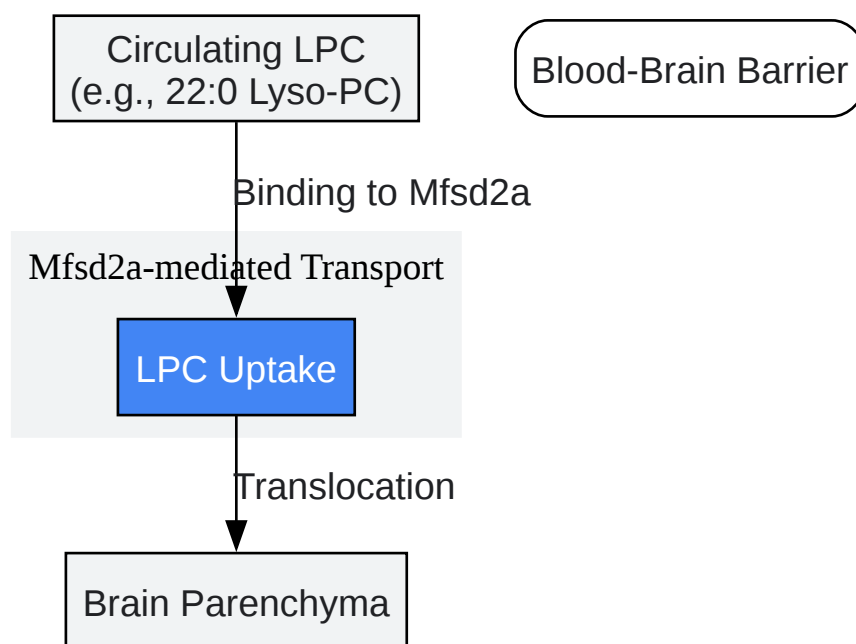 Circulating LPC
(e.g., 22:0 Lyso-PC)
Blood-Brain Barrier
Binding to Mfsd2a
Mfsd2a-mediated Transport
LPC Uptake
Translocation
Brain Parenchyma